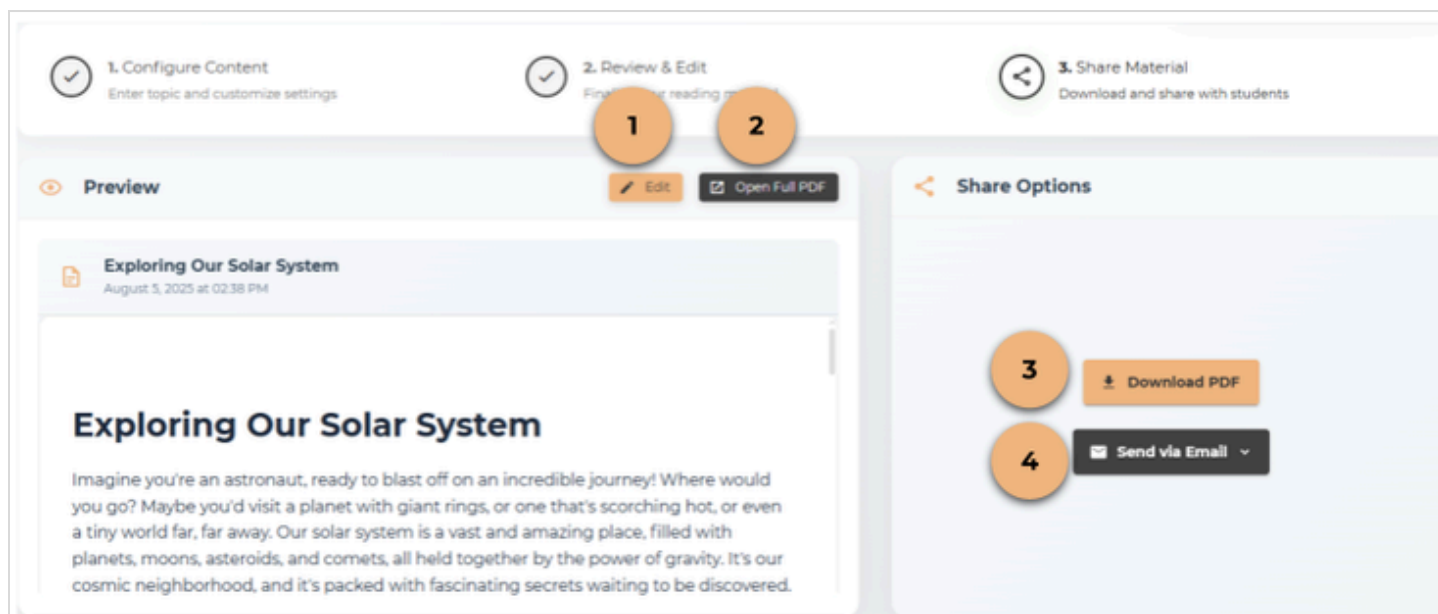 1. Configure Content
Enter topic and customize settings
2. Review & Edit
reading
3. Share Material
Download and share with students
1
2
Preview
Edit
Open Full PDF
Share Options
Exploring Our Solar System
August 5, 2025 at 02:38 PM
3
Download PDF
4
Send via Email
Exploring Our Solar System
Imagine you're an astronaut, ready to blast off on an incredible journey! Where would
you go? Maybe you'd visit a planet with giant rings, or one that's scorching hot, or even
a tiny world far, far away. Our solar system is a vast and amazing place, filled with
planets, moons, asteroids, and comets, all held together by the power of gravity. It's our
cosmic neighborhood, and it's packed with fascinating secrets waiting to be discovered.